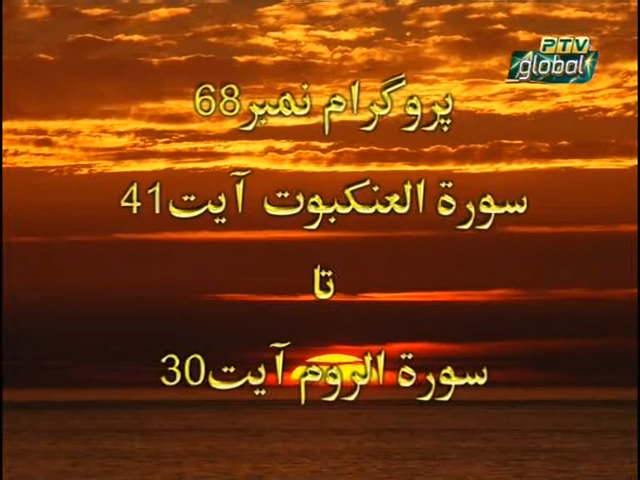 PTV
global
پروگرام نمبر68
سورۃ العنکبوت آیت41
تا
سورۃ الروم آیت30